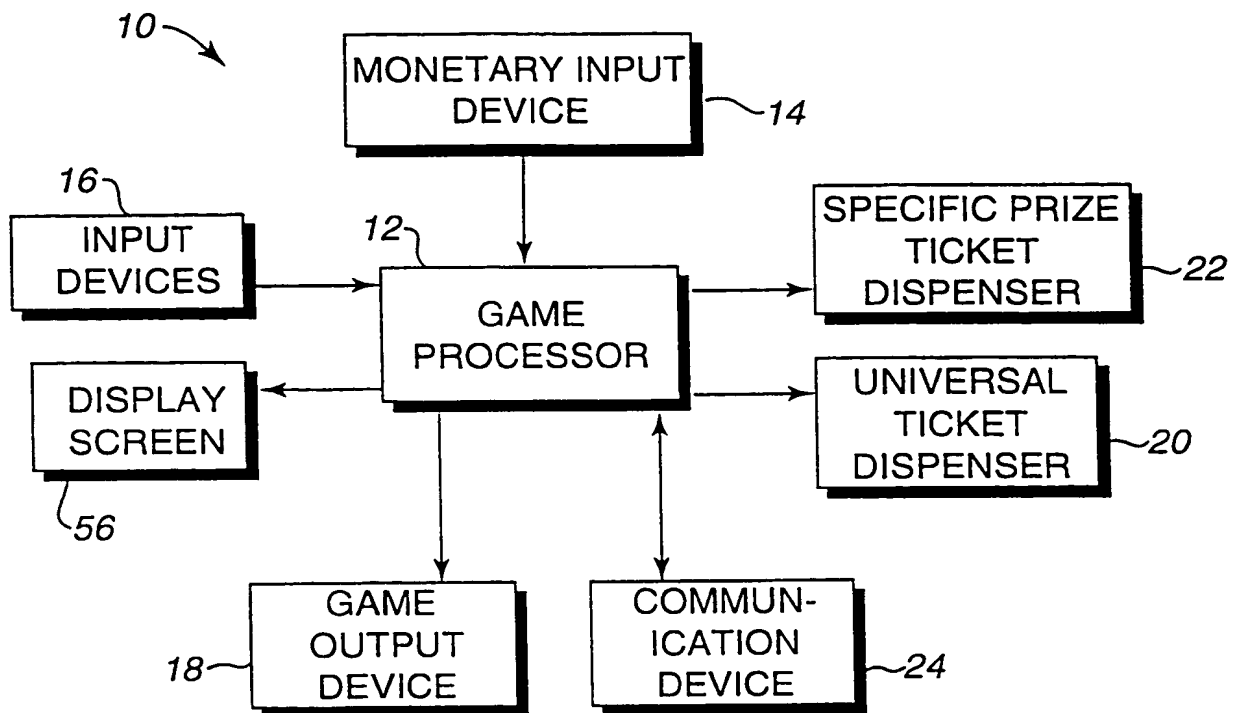 10
MONETARY INPUT
DEVICE
14
16
INPUT
DEVICES
12
GAME
PROCESSOR
SPECIFIC PRIZE
TICKET
DISPENSER
22
DISPLAY
SCREEN
56
UNIVERSAL
TICKET
DISPENSER
20
GAME
OUTPUT
DEVICE
18
COMMUN-
ICATION
DEVICE
24